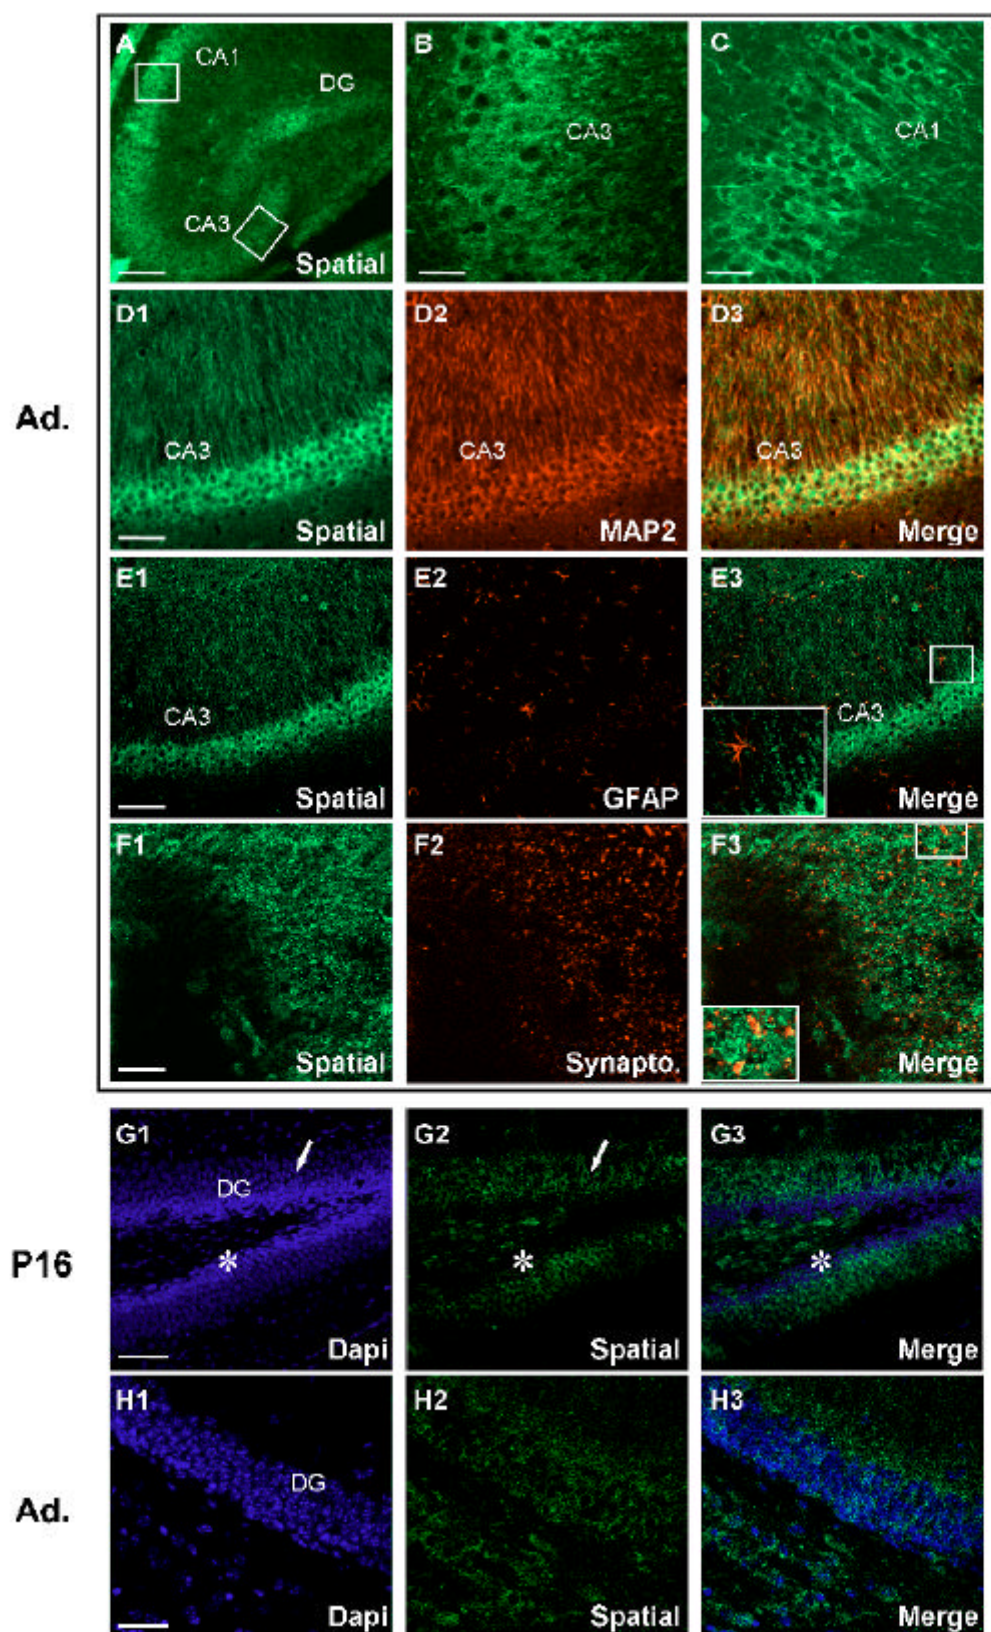 A
CA1
DG
CA3
Spatial
B
CA3
C
CA1
Ad.
D1
CA3
Spatial
D2
CA3
MAP2
D3
CA3
Merge
E1
CA3
Spatial
E2
GFAP
E3
CA3
Merge
F1
Spatial
F2
Synapto.
F3
Merge
P16
G1
DG
*
Dapi
G2
*
Spatial
G3
*
Merge
Ad.
H1
DG
Dapi
H2
Spatial
H3
Merge